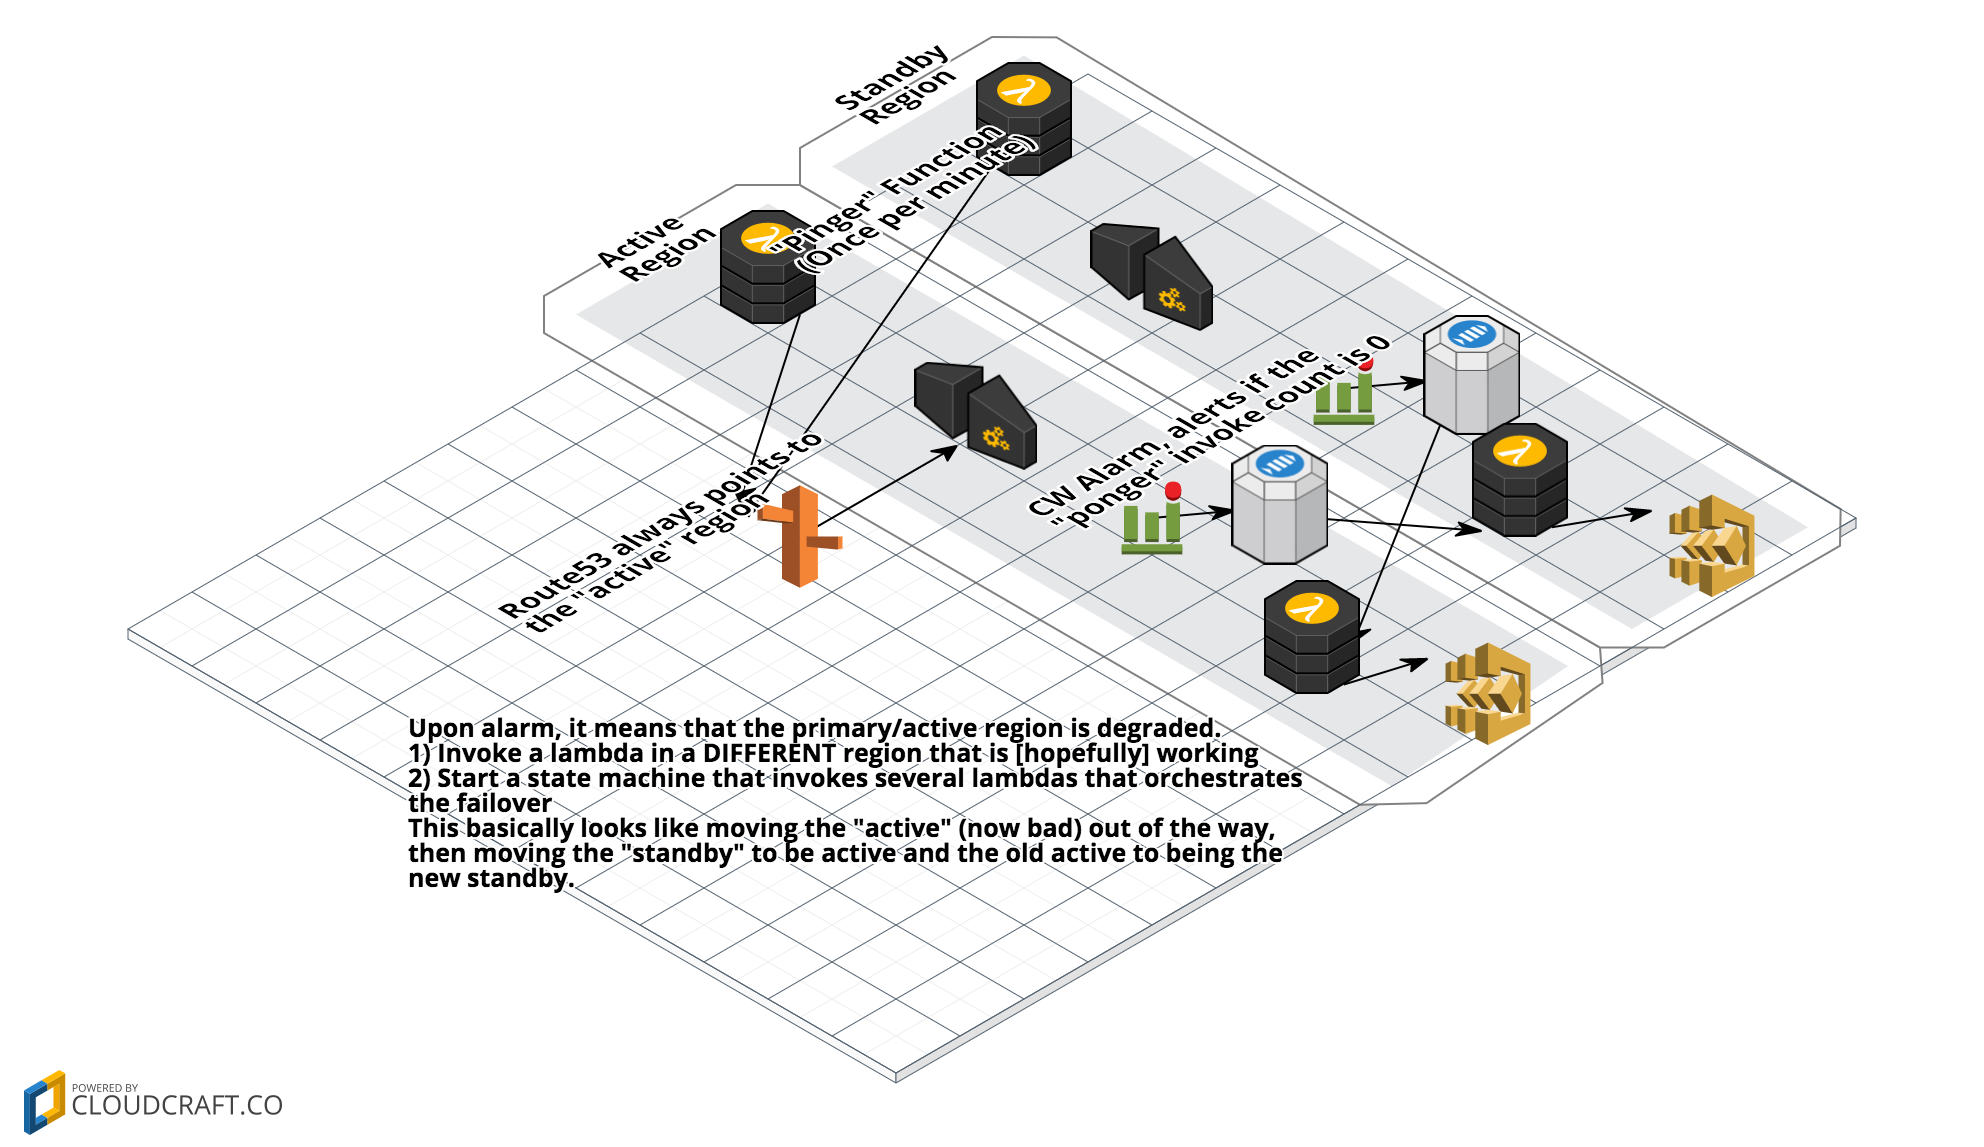 Standby
Region
"Pinger" Function
(Once per minute)
Active
Region
CW Alarm, alerts if the
"ponger" invoke count is 0
Route53 always points to
the "active" region
Upon alarm, it means that the primary/active region is degraded.
1) Invoke a lambda in a DIFFERENT region that is [hopefully] working
2) Start a state machine that invokes several lambdas that orchestrates
the failover
This basically looks like moving the "active" (now bad) out of the way,
then moving the "standby" to be active and the old active to being the
new standby.
POWERED BY
CLOUDCRAFT.CO